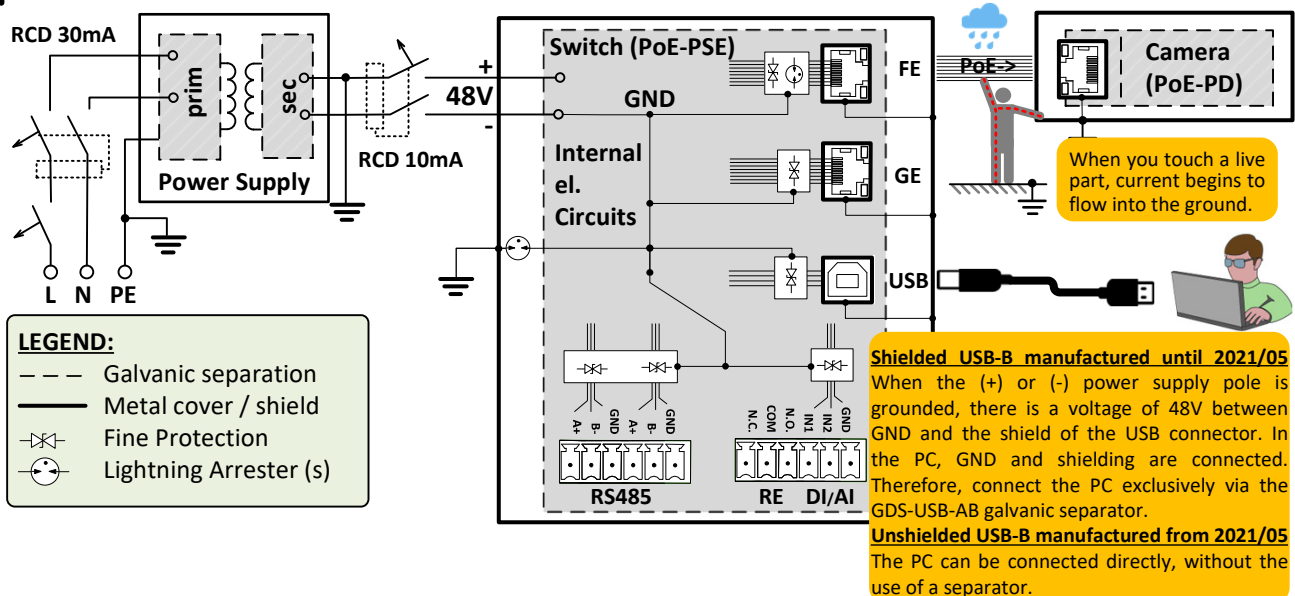 RCD 30mA
prim
sec
Power Supply
L N PE
RCD 10mA
+
48V
-
Switch (PoE-PSE)
GND
Internal
el.
Circuits
FE
GE
USB
PoE->
Camera
(PoE-PD)
When you touch a live
part, current begins to
flow into the ground.
A+ B- GND A+ B- GND
RS485
N.C. COM N.O. IN1 IN2 GND
RE DI/AI
LEGEND:
Galvanic separation
Metal cover / shield
Fine Protection
Lightning Arrester (s)
Shielded USB-B manufactured until 2021/05
When the (+) or (-) power supply pole is
grounded, there is a voltage of 48V between
GND and the shield of the USB connector. In
the PC, GND and shielding are connected.
Therefore, connect the PC exclusively via the
GDS-USB-AB galvanic separator.
Unshielded USB-B manufactured from 2021/05
The PC can be connected directly, without the
use of a separator.